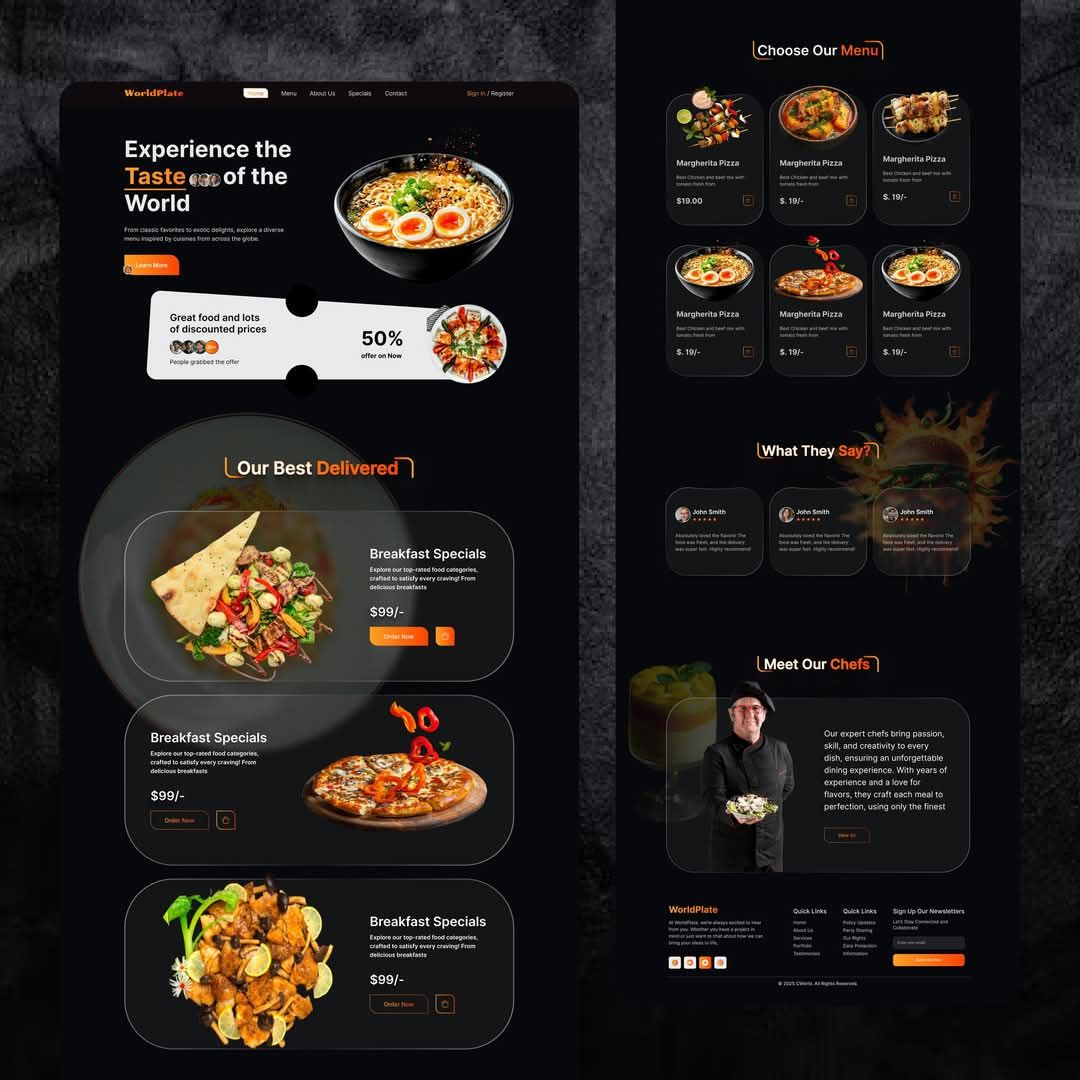 WorldPlate
Home
Menu
About Us
Specials
Contact
Sign In / Register
Experience the
Taste of the
World
From classic favorites to exotic delights, explore a diverse
menu inspired by cuisines from across the globe.
Learn More
Great food and lots
of discounted prices
People grabbed the offer
50%
offer on Now
Our Best Delivered
Breakfast Specials
Explore our top-rated food categories,
crafted to satisfy every craving! From
delicious breakfasts
$99/-
Order Now
Breakfast Specials
Explore our top-rated food categories,
crafted to satisfy every craving! From
delicious breakfasts
$99/-
Order Now
Breakfast Specials
Explore our top-rated food categories,
crafted to satisfy every craving! From
delicious breakfasts
$99/-
Order Now
Choose Our Menu
Margherita Pizza
Best Chicken and beef mix with
tomato fresh from
$19.00
Margherita Pizza
Best Chicken and beef mix with
tomato fresh from
$. 19/-
Margherita Pizza
Best Chicken and beef mix with
tomato fresh from
$. 19/-
Margherita Pizza
Best Chicken and beef mix with
tomato fresh from
$. 19/-
Margherita Pizza
Best Chicken and beef mix with
tomato fresh from
$. 19/-
Margherita Pizza
Best Chicken and beef mix with
tomato fresh from
$. 19/-
What They Say?
John Smith
Absolutely loved the flavors! The
food was fresh, and the delivery
was super fast. Highly recommend!
John Smith
Absolutely loved the flavors! The
food was fresh, and the delivery
was super fast. Highly recommend!
John Smith
Absolutely loved the flavors! The
food was fresh, and the delivery
was super fast. Highly recommend!
Meet Our Chefs
Our expert chefs bring passion,
skill, and creativity to every
dish, ensuring an unforgettable
dining experience. With years of
experience and a love for
flavors, they craft each meal to
perfection, using only the finest
View All
WorldPlate
At WorldPlate, we're always excited to hear
from you. Whether you have a project in
mind or just want to chat about how we can
bring your ideas to life,
Quick Links
Home
About Us
Services
Portfolio
Testimonials
Quick Links
Policy Updates
Party Sharing
Our Rights
Data Protection
Information
Sign Up Our Newsletters
Let's Stay Connected and
Collaborate
Enter your email
© 2025 CWorld. All Rights Reserved.